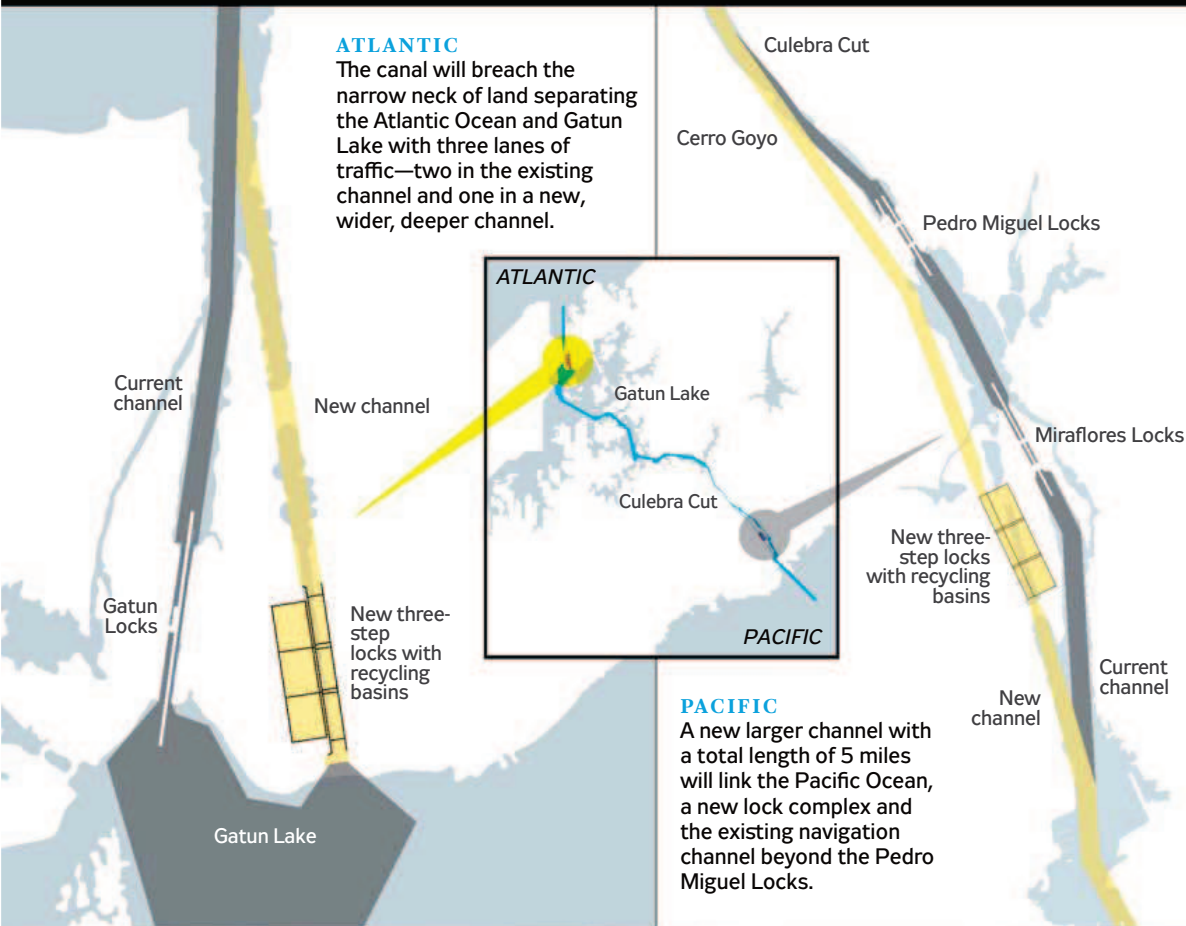 ATLANTIC
The canal will breach the
narrow neck of land separating
the Atlantic Ocean and Gatun
Lake with three lanes of
traffic—two in the existing
channel and one in a new,
wider, deeper channel.
Current
channel
New channel
Gatun
Locks
New three-
step
locks with
recycling
basins
Gatun Lake
ATLANTIC
Gatun Lake
Culebra Cut
PACIFIC
Culebra Cut
Cerro Goyo
Pedro Miguel Locks
Miraflores Locks
New three-
step locks
with recycling
basins
Current
channel
New
channel
PACIFIC
A new larger channel with
a total length of 5 miles
will link the Pacific Ocean,
a new lock complex and
the existing navigation
channel beyond the Pedro
Miguel Locks.